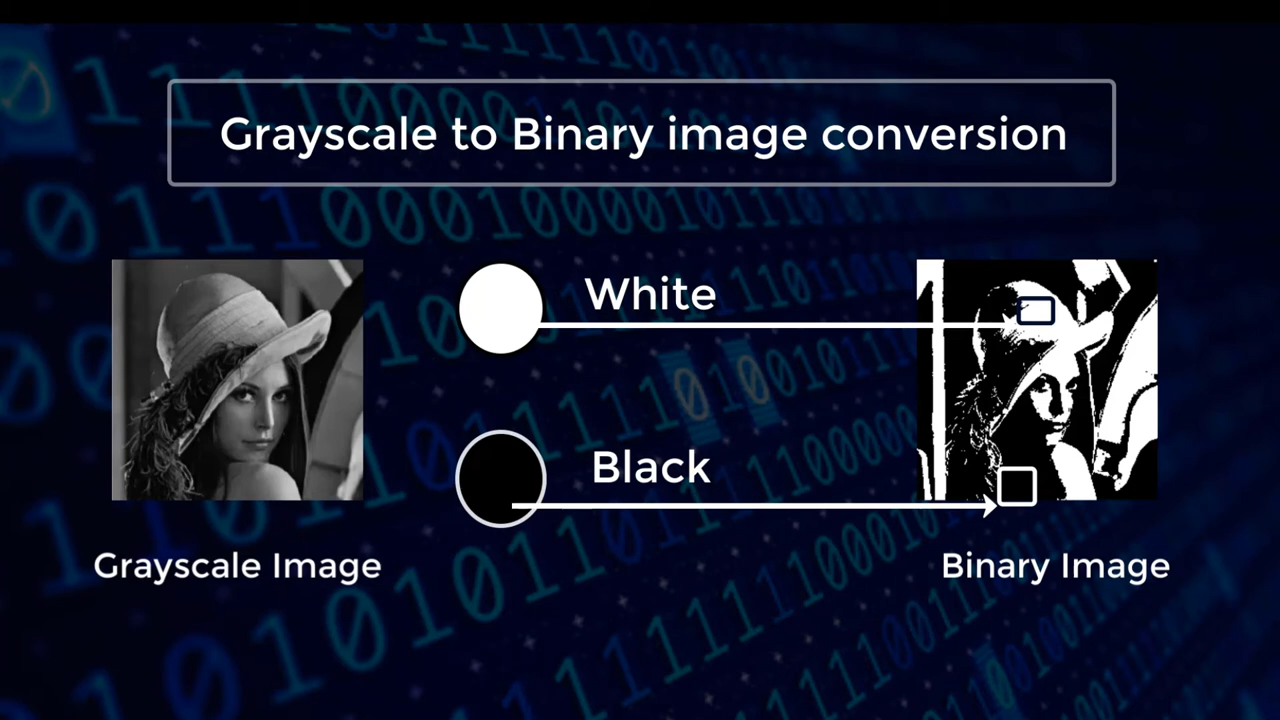 Grayscale to Binary image conversion
White
Black
Grayscale Image
Binary Image